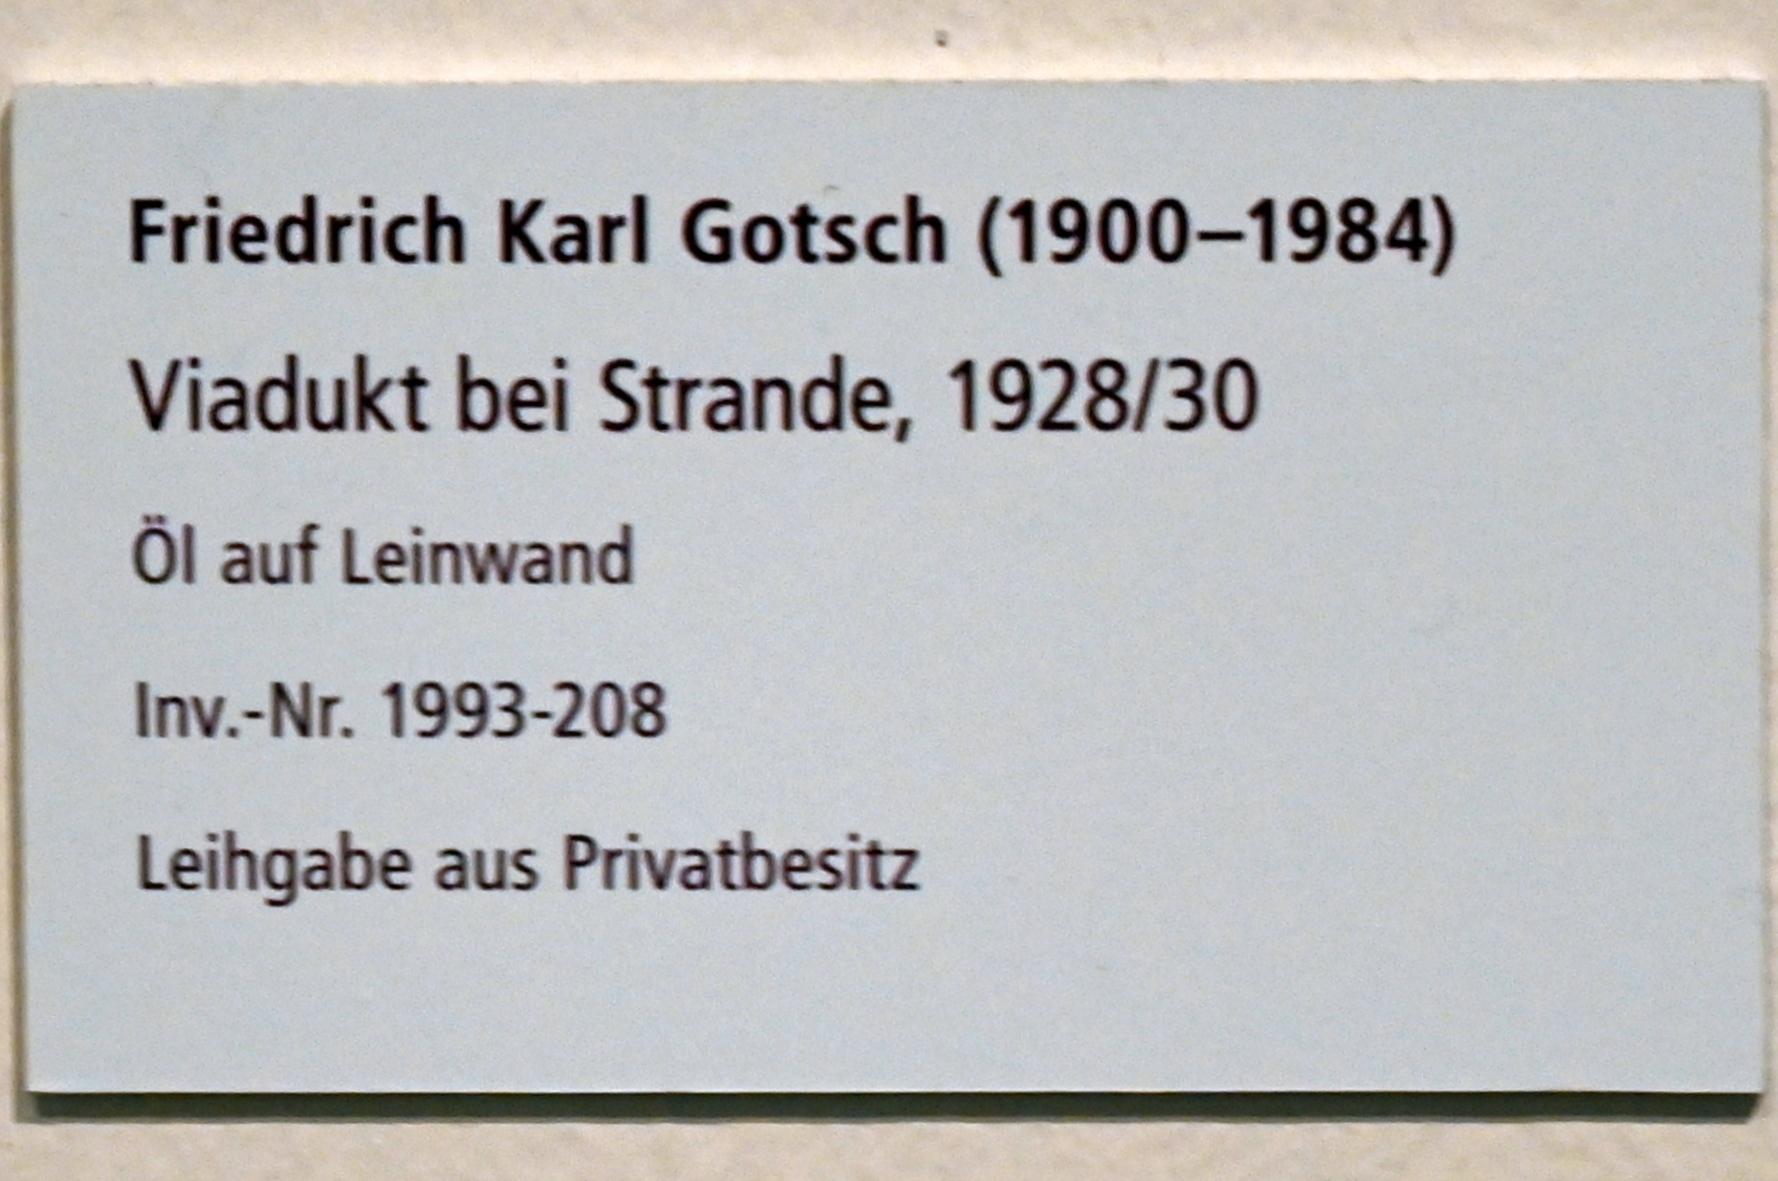 Friedrich Karl Gotsch (1900–1984)
Viadukt bei Strande, 1928/30
Öl auf Leinwand
Inv.-Nr. 1993-208
Leihgabe aus Privatbesitz